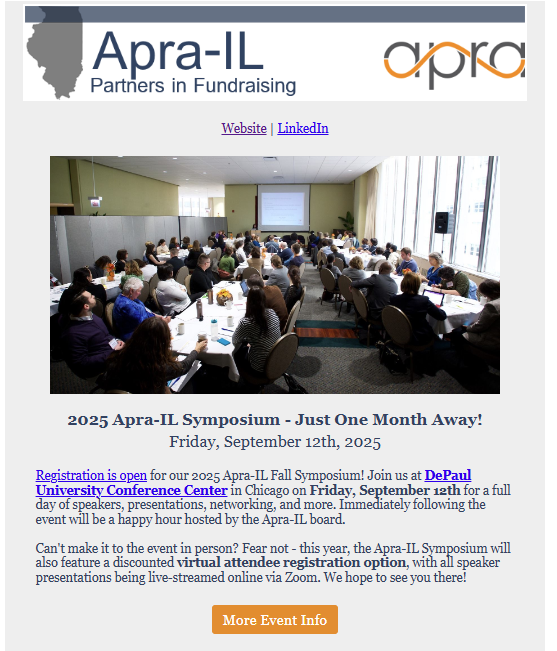 Apra-IL
Partners in Fundraising
apra
Website | LinkedIn
2025 Apra-IL Symposium - Just One Month Away!
Friday, September 12th, 2025
Registration is open for our 2025 Apra-IL Fall Symposium! Join us at DePaul
University Conference Center in Chicago on Friday, September 12th for a full
day of speakers, presentations, networking, and more. Immediately following the
event will be a happy hour hosted by the Apra-IL board.
Can't make it to the event in person? Fear not - this year, the Apra-IL Symposium will
also feature a discounted virtual attendee registration option, with all speaker
presentations being live-streamed online via Zoom. We hope to see you there!
More Event Info